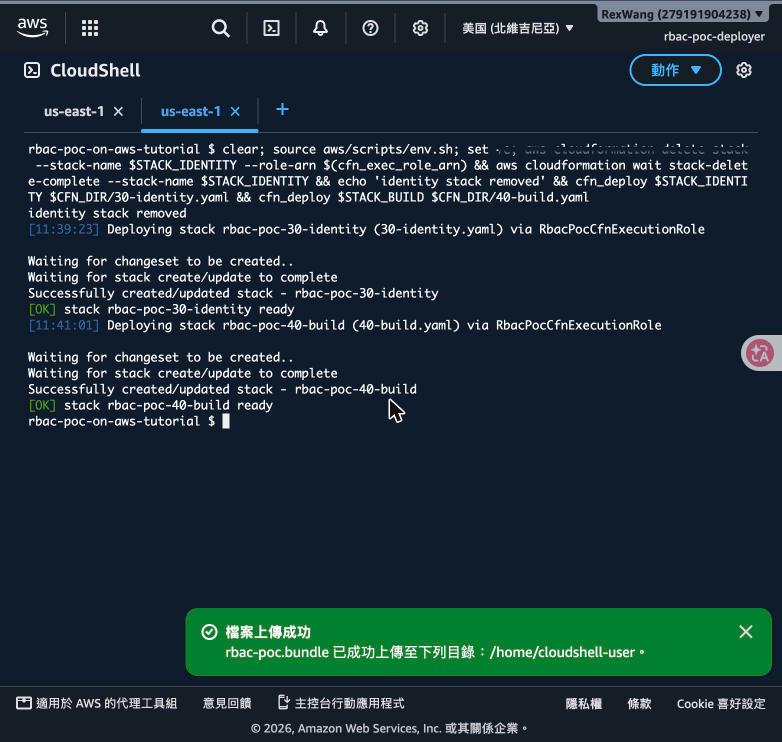 aws
美國 (北維吉尼亞) ▼
RexWang (279191904238) ▼
rbac-poc-deployer
CloudShell
動作 ▼
us-east-1 ×
us-east-1 ×
+
rbac-poc-on-aws-tutorial $ clear; source aws/scripts/env.sh; set -e; aws cloudformation delete-stack
--stack-name $STACK_IDENTITY --role-arn $(cfn_exec_role_arn) && aws cloudformation wait stack-delet
e-complete --stack-name $STACK_IDENTITY && echo 'identity stack removed' && cfn_deploy $STACK_IDENTI
TY $CFN_DIR/30-identity.yaml && cfn_deploy $STACK_BUILD $CFN_DIR/40-build.yaml
identity stack removed
[11:39:23] Deploying stack rbac-poc-30-identity (30-identity.yaml) via RbacPocCfnExecutionRole
Waiting for changeset to be created..
Waiting for stack create/update to complete
Successfully created/updated stack - rbac-poc-30-identity
[OK] stack rbac-poc-30-identity ready
[11:41:01] Deploying stack rbac-poc-40-build (40-build.yaml) via RbacPocCfnExecutionRole
Waiting for changeset to be created..
Waiting for stack create/update to complete
Successfully created/updated stack - rbac-poc-40-build
[OK] stack rbac-poc-40-build ready
rbac-poc-on-aws-tutorial $
檔案上傳成功
rbac-poc.bundle 已成功上傳至下列目錄：/home/cloudshell-user。
適用於 AWS 的代理工具組
意見回饋
主控台行動應用程式
隱私權
條款
Cookie 喜好設定
© 2026, Amazon Web Services, Inc. 或其關係企業。